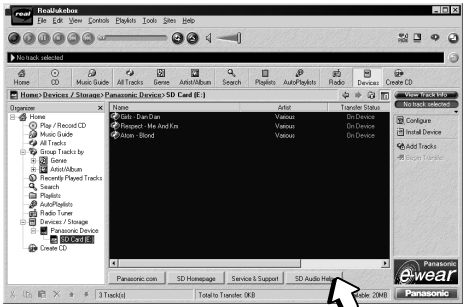 real RealJukebox
File Edit View Controls Playlists Tools Sites Help
No track selected
Home CD Music Guide All Tracks Genre Artist/Album Search Playlists AutoPlaylists Radio Devices Create CD
Home > Devices / Storage > Panasonic Device > SD Card (E:)
View Track Info
No track selected
Organizer
Home
Play / Record CD
Music Guide
All Tracks
Group Tracks by
Genre
Artist/Album
Recently Played Tracks
Search
Playlists
AutoPlaylists
Radio Tuner
Devices / Storage
Panasonic Device
SD Card (E:)
Create CD
Name Artist Transfer Status
Girls - Dan Dan Various On Device
Respect - Me And Km Various On Device
Atom - Blond Various On Device
Configure
Install Device
Add Tracks
Begin Transfer
Panasonic.com SD Homepage Service & Support SD Audio Help
Panasonic
e-wear
Panasonic
3 Track(s) Total to Transfer: 0KB 20MB